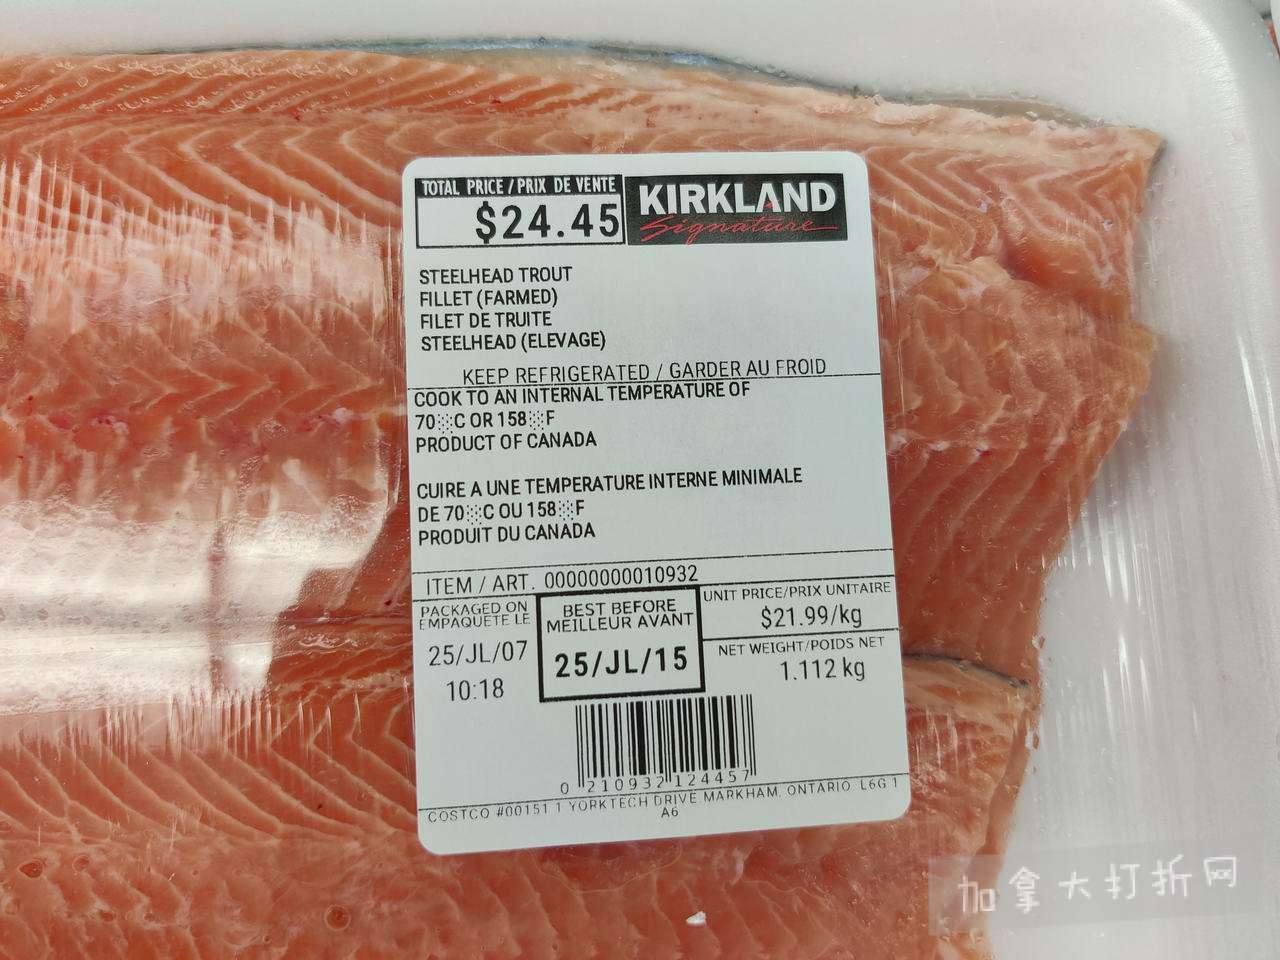 TOTAL PRICE / PRIX DE VENTE
$24.45
KIRKLAND
Signature
STEELHEAD TROUT
FILLET (FARMED)
FILET DE TRUITE
STEELHEAD (ELEVAGE)
KEEP REFRIGERATED / GARDER AU FROID
COOK TO AN INTERNAL TEMPERATURE OF
70░C OR 158░F
PRODUCT OF CANADA
CUIRE A UNE TEMPERATURE INTERNE MINIMALE
DE 70░C OU 158░F
PRODUIT DU CANADA
ITEM / ART. 00000000010932
PACKAGED ON
EMPAQUETE LE
25/JL/07
10:18
BEST BEFORE
MEILLEUR AVANT
25/JL/15
UNIT PRICE/PRIX UNITAIRE
$21.99/kg
NET WEIGHT/POIDS NET
1.112 kg
0 210932 124457
COSTCO #00151 1 YORKTECH DRIVE MARKHAM, ONTARIO. L6G 1
A6
加拿大打折网